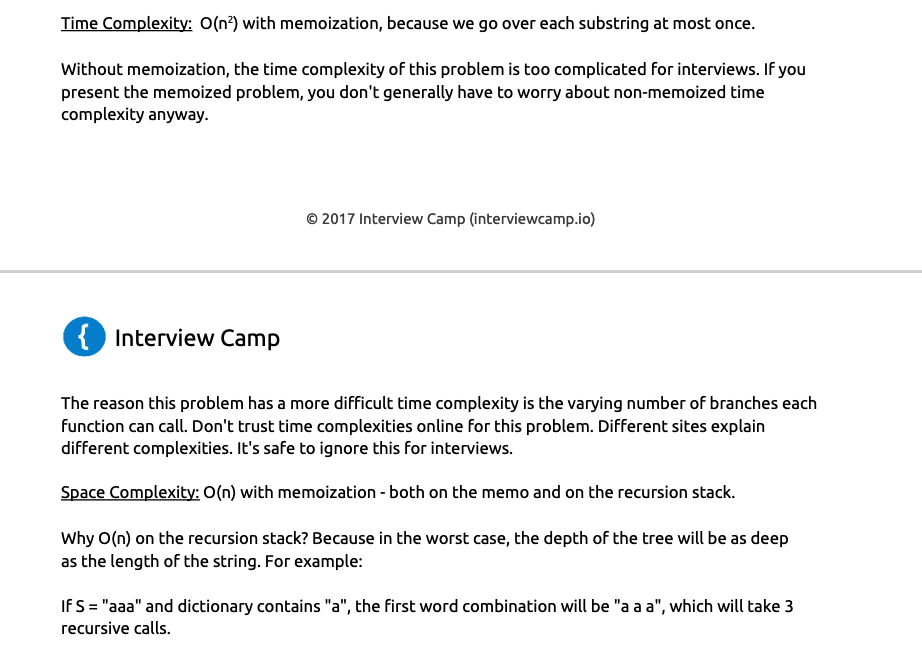 Time Complexity: O(n²) with memoization, because we go over each substring at most once.
Without memoization, the time complexity of this problem is too complicated for interviews. If you
present the memoized problem, you don't generally have to worry about non-memoized time
complexity anyway.
© 2017 Interview Camp (interviewcamp.io)
{ Interview Camp
The reason this problem has a more difficult time complexity is the varying number of branches each
function can call. Don't trust time complexities online for this problem. Different sites explain
different complexities. It's safe to ignore this for interviews.
Space Complexity: O(n) with memoization - both on the memo and on the recursion stack.
Why O(n) on the recursion stack? Because in the worst case, the depth of the tree will be as deep
as the length of the string. For example:
If S = "aaa" and dictionary contains "a", the first word combination will be "a a a", which will take 3
recursive calls.